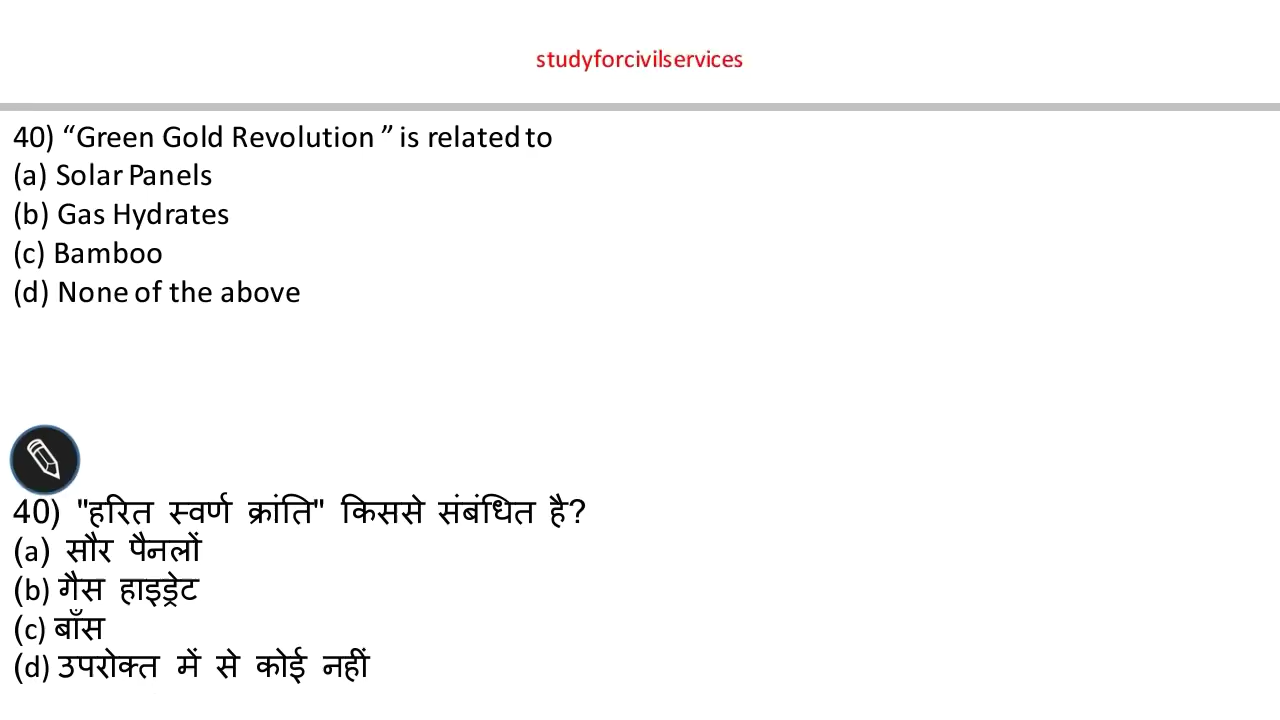 studyforcivilservices
40) “Green Gold Revolution ” is related to
(a) Solar Panels
(b) Gas Hydrates
(c) Bamboo
(d) None of the above
40) "हरित स्वर्ण क्रांति" किससे संबंधित है?
(a) सौर पैनलों
(b) गैस हाइड्रेट
(c) बाँस
(d) उपरोक्त में से कोई नहीं